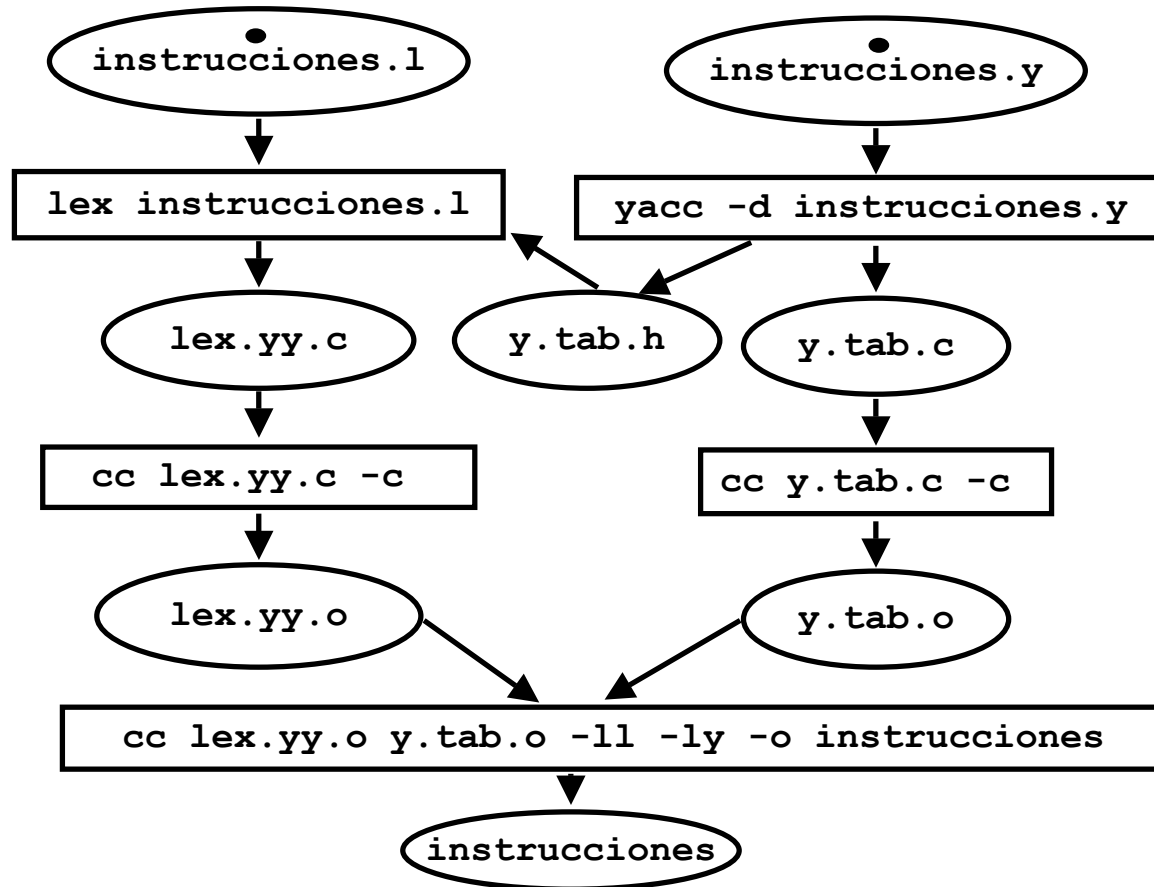 instrucciones.l
instrucciones.y
lex instrucciones.l
yacc -d instrucciones.y
lex.yy.c
y.tab.h
y.tab.c
cc lex.yy.c -c
cc y.tab.c -c
lex.yy.o
y.tab.o
cc lex.yy.o y.tab.o -ll -ly -o instrucciones
instrucciones